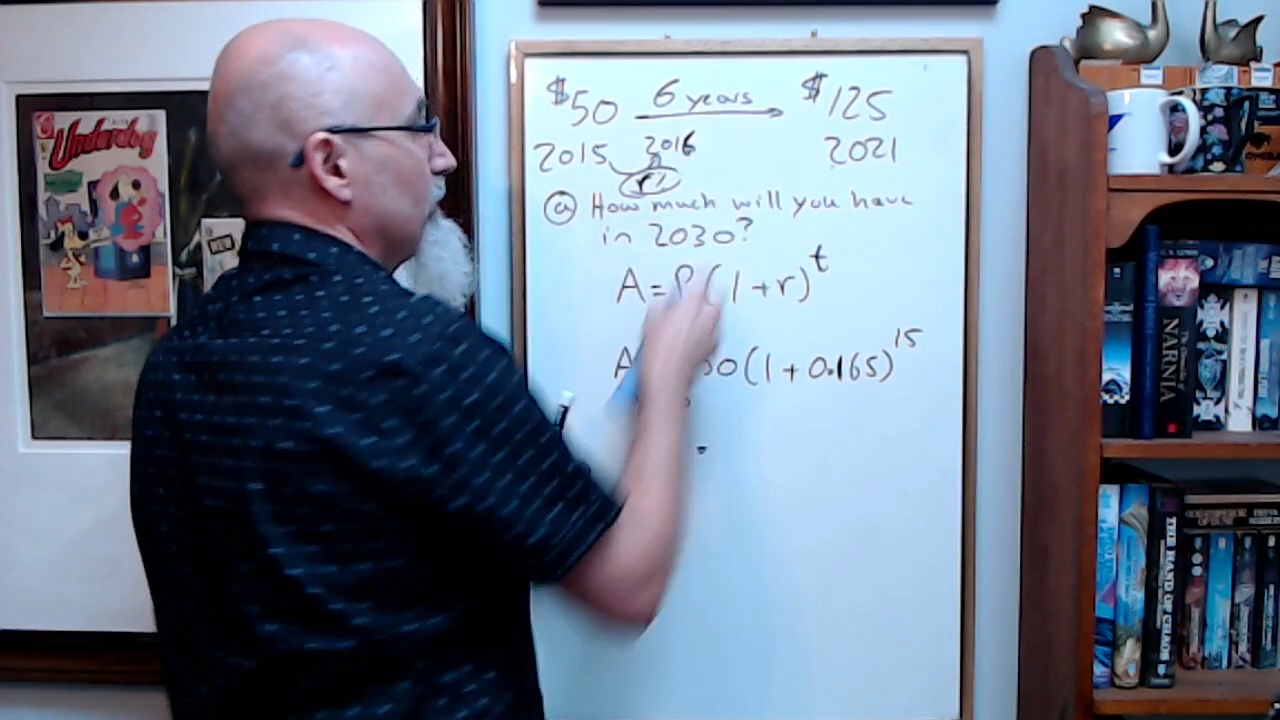 $50 6 years $125
2015 2016 2021
r%
a How much will you have
in 2030?
A = P(1+r)^t
A 50(1+0.165)^15
Underdog
NEW
NARNIA
THE HAND OF CHAOS